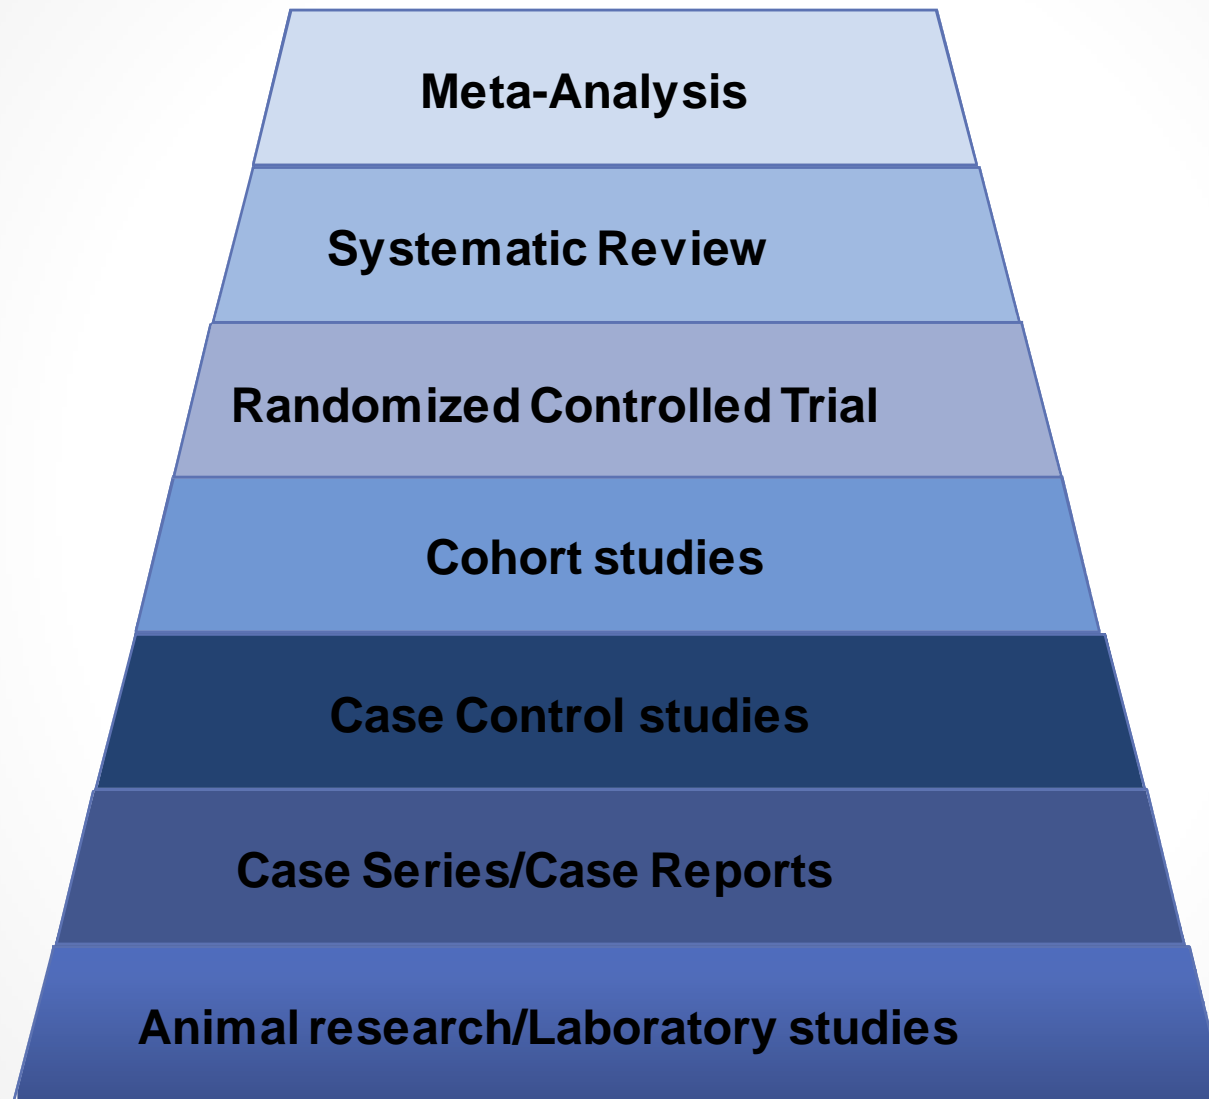 Meta-Analysis
Systematic Review
Randomized Controlled Trial
Cohort studies
Case Control studies
Case Series/Case Reports
Animal research/Laboratory studies